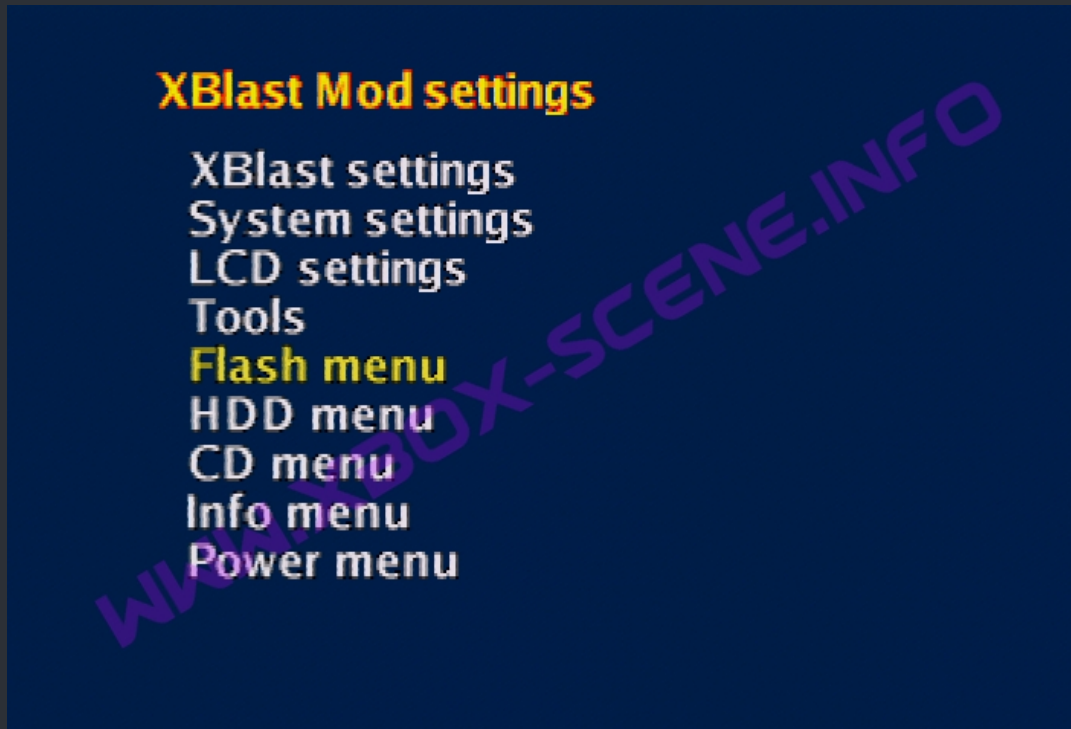 XBlast Mod settings
XBlast settings
System settings
LCD settings
Tools
Flash menu
HDD menu
CD menu
Info menu
Power menu
WWW.XBOX-SCENE.INFO